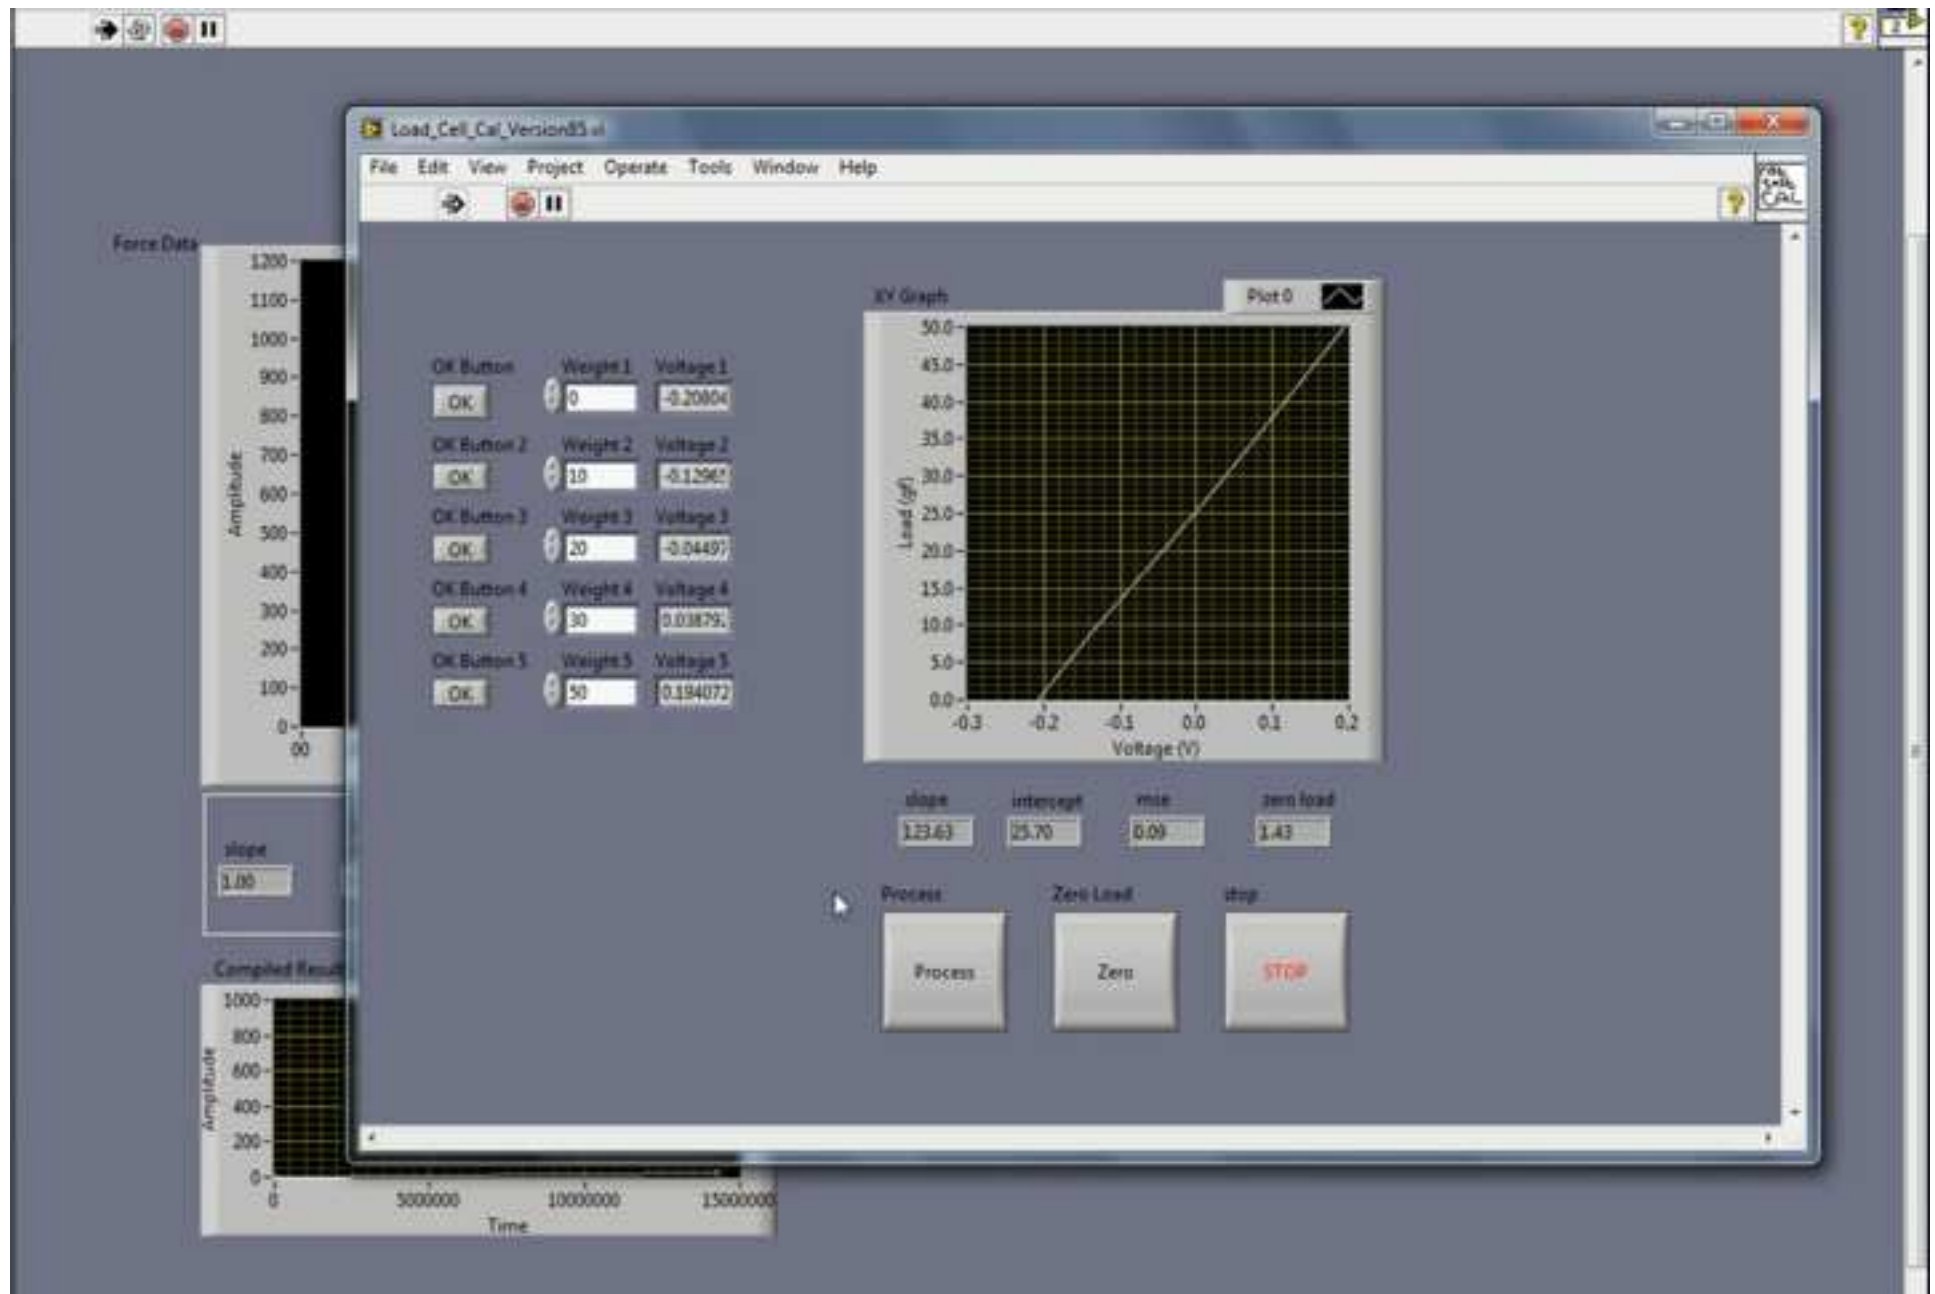 2
Load_Cell_Cal_Version85.vi
File Edit View Project Operate Tools Window Help
CAL
Force Data
1200
1100
1000
900
800
700
600
500
400
300
200
100
0
00
Amplitude
OK Button Weight 1 Voltage 1
OK 0 -0.20804
OK Button 2 Weight 2 Voltage 2
OK 10
OK Button 3 Weight 3 Voltage 3
OK 20 -0.04497
OK Button 4 Weight 4 Voltage 4
OK 30
OK Button 5 Weight 5 Voltage 5
OK 50 0.194072
XY Graph Plot 0
50.0
45.0
40.0
35.0
30.0
25.0
20.0
15.0
10.0
5.0
0.0
Load (gf)
-0.3 -0.2 -0.1 0.0 0.1 0.2
Voltage (V)
slope intercept mse zero load
123.63 25.70 0.09 1.43
Process Zero Load stop
Process Zero STOP
slope
1.00
Compiled Result
1000
800
600
400
200
0
Amplitude
0 5000000 10000000 15000000
Time